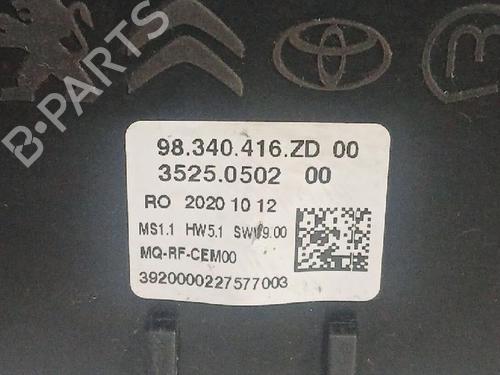 98.340.416.ZD 00
3525.0502 00
RO 2020 10 12
MS1.1 HW5.1 SW19.00
MQ-RF-CEM00
3920000227577003
B-PARTS